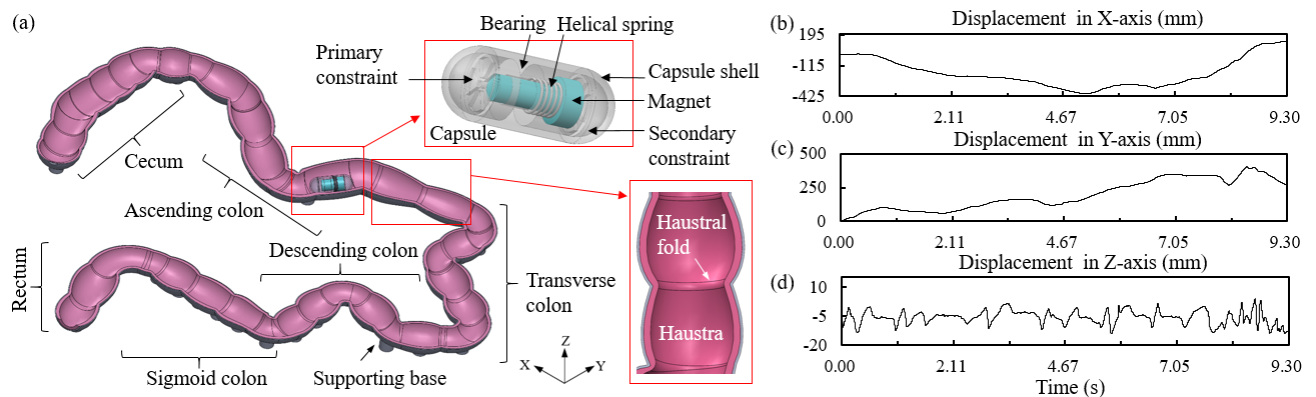 (a)
Bearing
Helical spring
Primary
constraint
Capsule shell
Magnet
Capsule
Secondary
constraint
Cecum
Ascending colon
Descending colon
Rectum
Transverse
colon
Sigmoid colon
Supporting base
X
Z
Y
Haustral
fold
Haustra
(b)
Displacement in X-axis (mm)
195
-115
-425
0.00 2.11 4.67 7.05 9.30
(c)
Displacement in Y-axis (mm)
500
250
0
0.00 2.11 4.67 7.05 9.30
(d)
Displacement in Z-axis (mm)
10
-5
-20
0.00 2.11 4.67 7.05 9.30
Time (s)